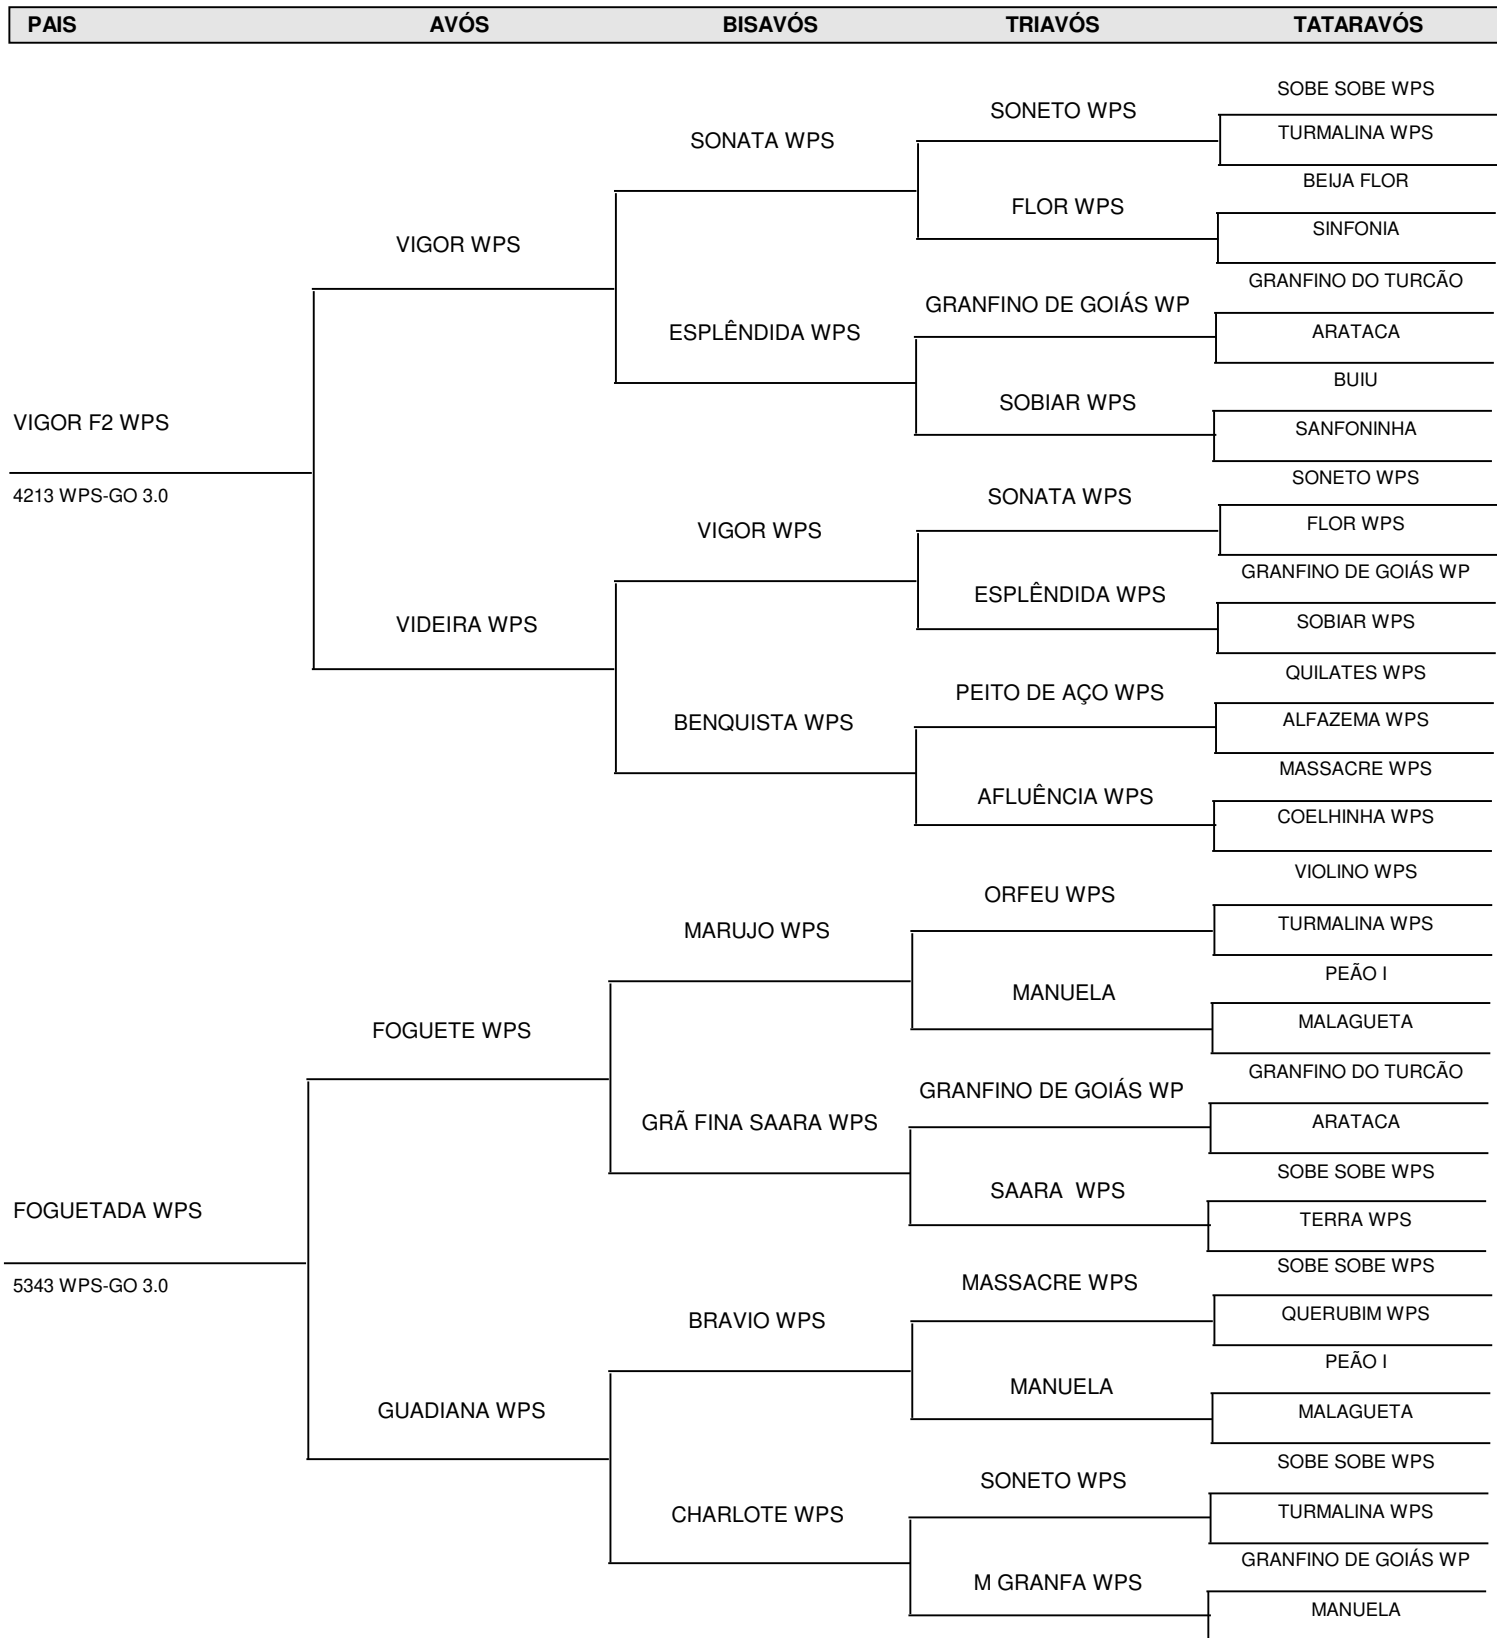 PAIS AVÓS BISAVÓS TRIAVÓS TATARAVÓS
SOBE SOBE WPS
SONETO WPS
TURMALINA WPS
SONATA WPS
BEIJA FLOR
FLOR WPS
SINFONIA
VIGOR WPS
GRANFINO DO TURCÃO
GRANFINO DE GOIÁS WP
ARATACA
ESPLÊNDIDA WPS
BUIU
SOBIAR WPS
SANFONINHA
VIGOR F2 WPS
4213 WPS-GO 3.0
SONETO WPS
SONATA WPS
FLOR WPS
VIGOR WPS
GRANFINO DE GOIÁS WP
ESPLÊNDIDA WPS
SOBIAR WPS
VIDEIRA WPS
QUILATES WPS
PEITO DE AÇO WPS
ALFAZEMA WPS
BENQUISTA WPS
MASSACRE WPS
AFLUÊNCIA WPS
COELHINHA WPS
VIOLINO WPS
ORFEU WPS
TURMALINA WPS
MARUJO WPS
PEÃO I
MANUELA
MALAGUETA
FOGUETE WPS
GRANFINO DO TURCÃO
GRANFINO DE GOIÁS WP
ARATACA
GRÃ FINA SAARA WPS
SOBE SOBE WPS
SAARA WPS
TERRA WPS
FOGUETADA WPS
5343 WPS-GO 3.0
SOBE SOBE WPS
MASSACRE WPS
QUERUBIM WPS
BRAVIO WPS
PEÃO I
MANUELA
MALAGUETA
GUADIANA WPS
SOBE SOBE WPS
SONETO WPS
TURMALINA WPS
CHARLOTE WPS
GRANFINO DE GOIÁS WP
M GRANFA WPS
MANUELA